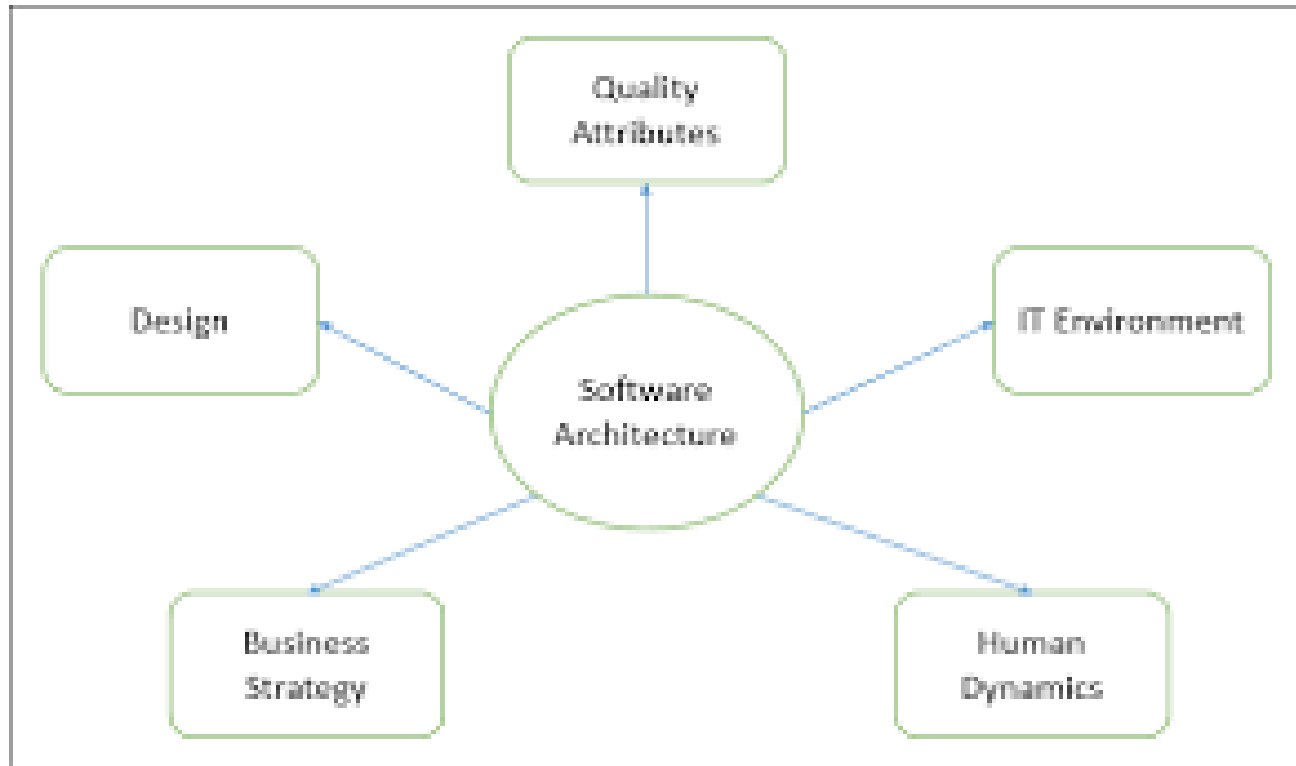 Quality
Attributes
Design
IT Environment
Software
Architecture
Business
Strategy
Human
Dynamics